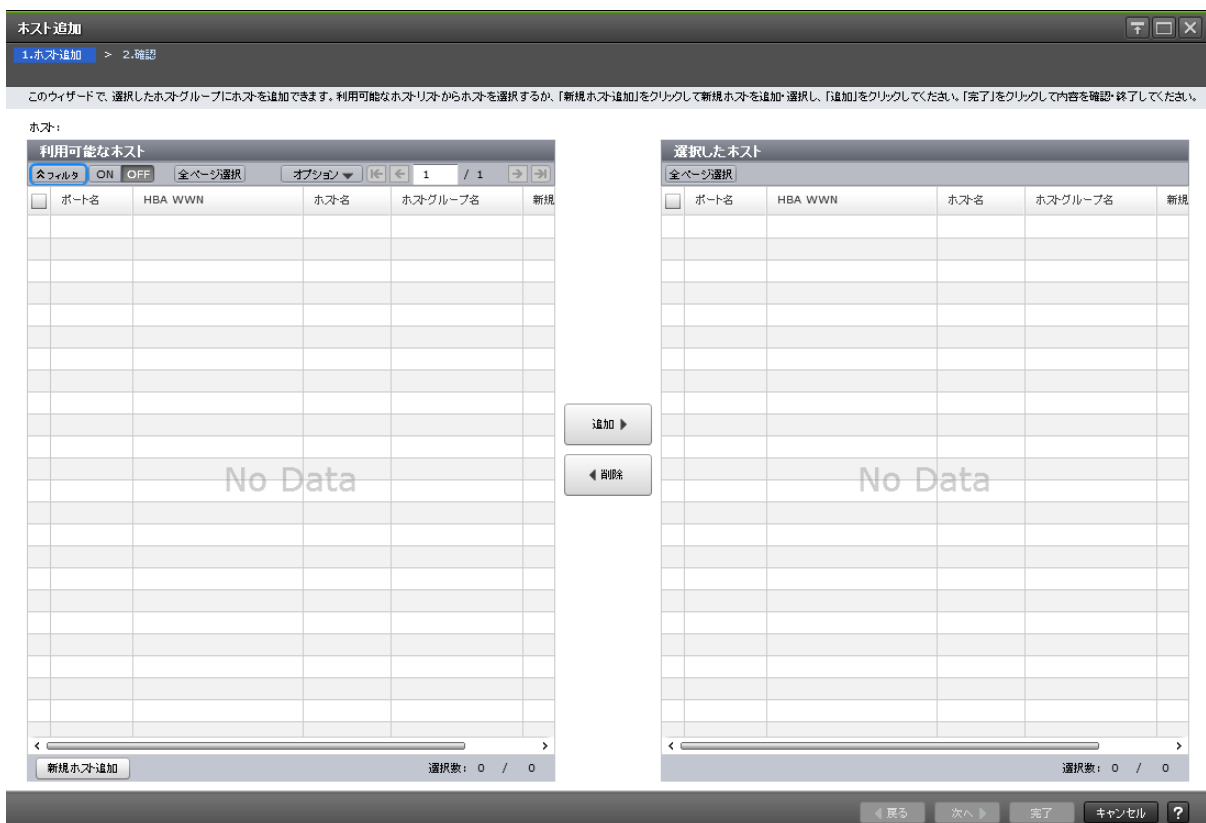 ホスト追加
1.ホスト追加 > 2.確認
このウィザードで、選択したホストグループにホストを追加できます。利用可能なホストリストからホストを選択するか、「新規ホスト追加」をクリックして新規ホストを追加・選択し、「追加」をクリックしてください。「完了」をクリックして内容を確認・終了してください。
ホスト:
利用可能なホスト
フィルタ ON OFF 全ページ選択 オプション 1 / 1
ポート名 HBA WWN ホスト名 ホストグループ名 新規
No Data
新規ホスト追加 選択数: 0 / 0
追加
削除
選択したホスト
全ページ選択
ポート名 HBA WWN ホスト名 ホストグループ名 新規
No Data
選択数: 0 / 0
戻る 次へ 完了 キャンセル ?